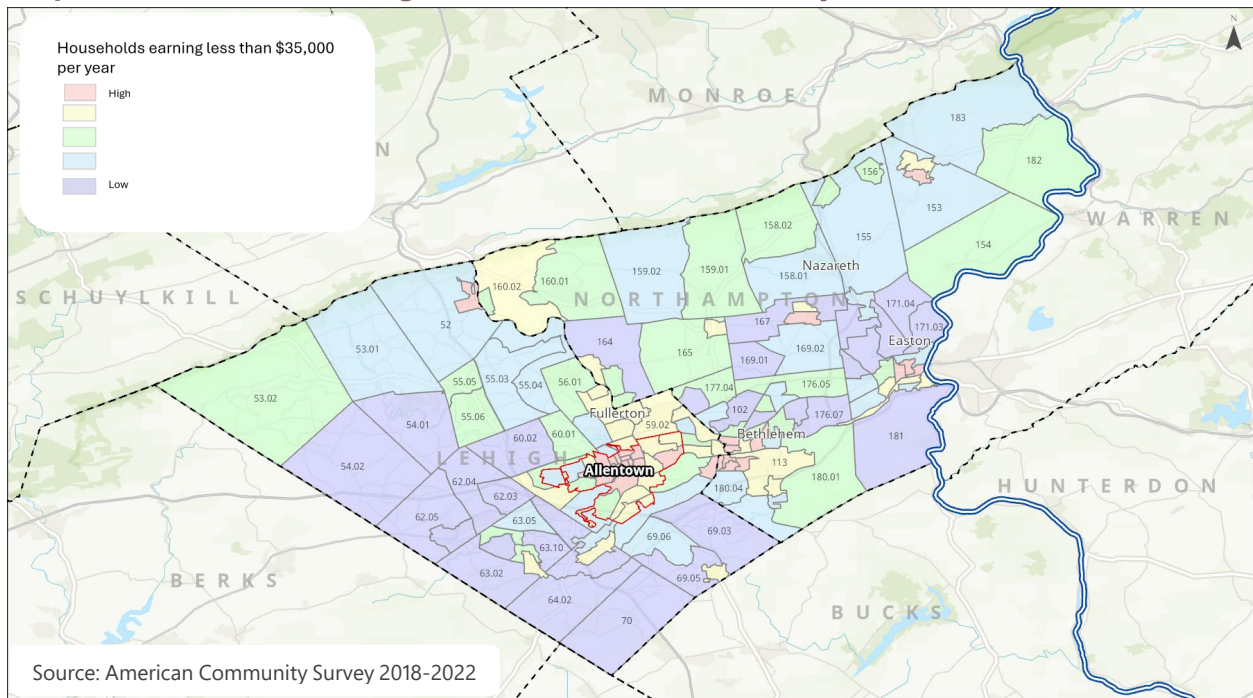 Households earning less than $35,000
per year
High
Low
N
MONROE
N
183
182
156
153
WARREN
158.02
155
154
160.01
159.02
159.01
158.01
Nazareth
160.02
SCHUYLKILL
NORTHAMPTON
171.04
52
167
171.03
53.01
164
Easton
165
169.01
169.02
55.05
55.03
55.04
56.01
177.04
176.05
53.02
55.06
Fullerton
102
176.07
54.01
59.02
60.02
60.01
Bethlehem
181
LEHIGH
113
54.02
Allentown
180.01
62.04
180.04
HUNTERDON
62.03
62.05
63.05
69.03
63.10
69.06
63.02
69.05
BERKS
64.02
BUCKS
70
Source: American Community Survey 2018-2022